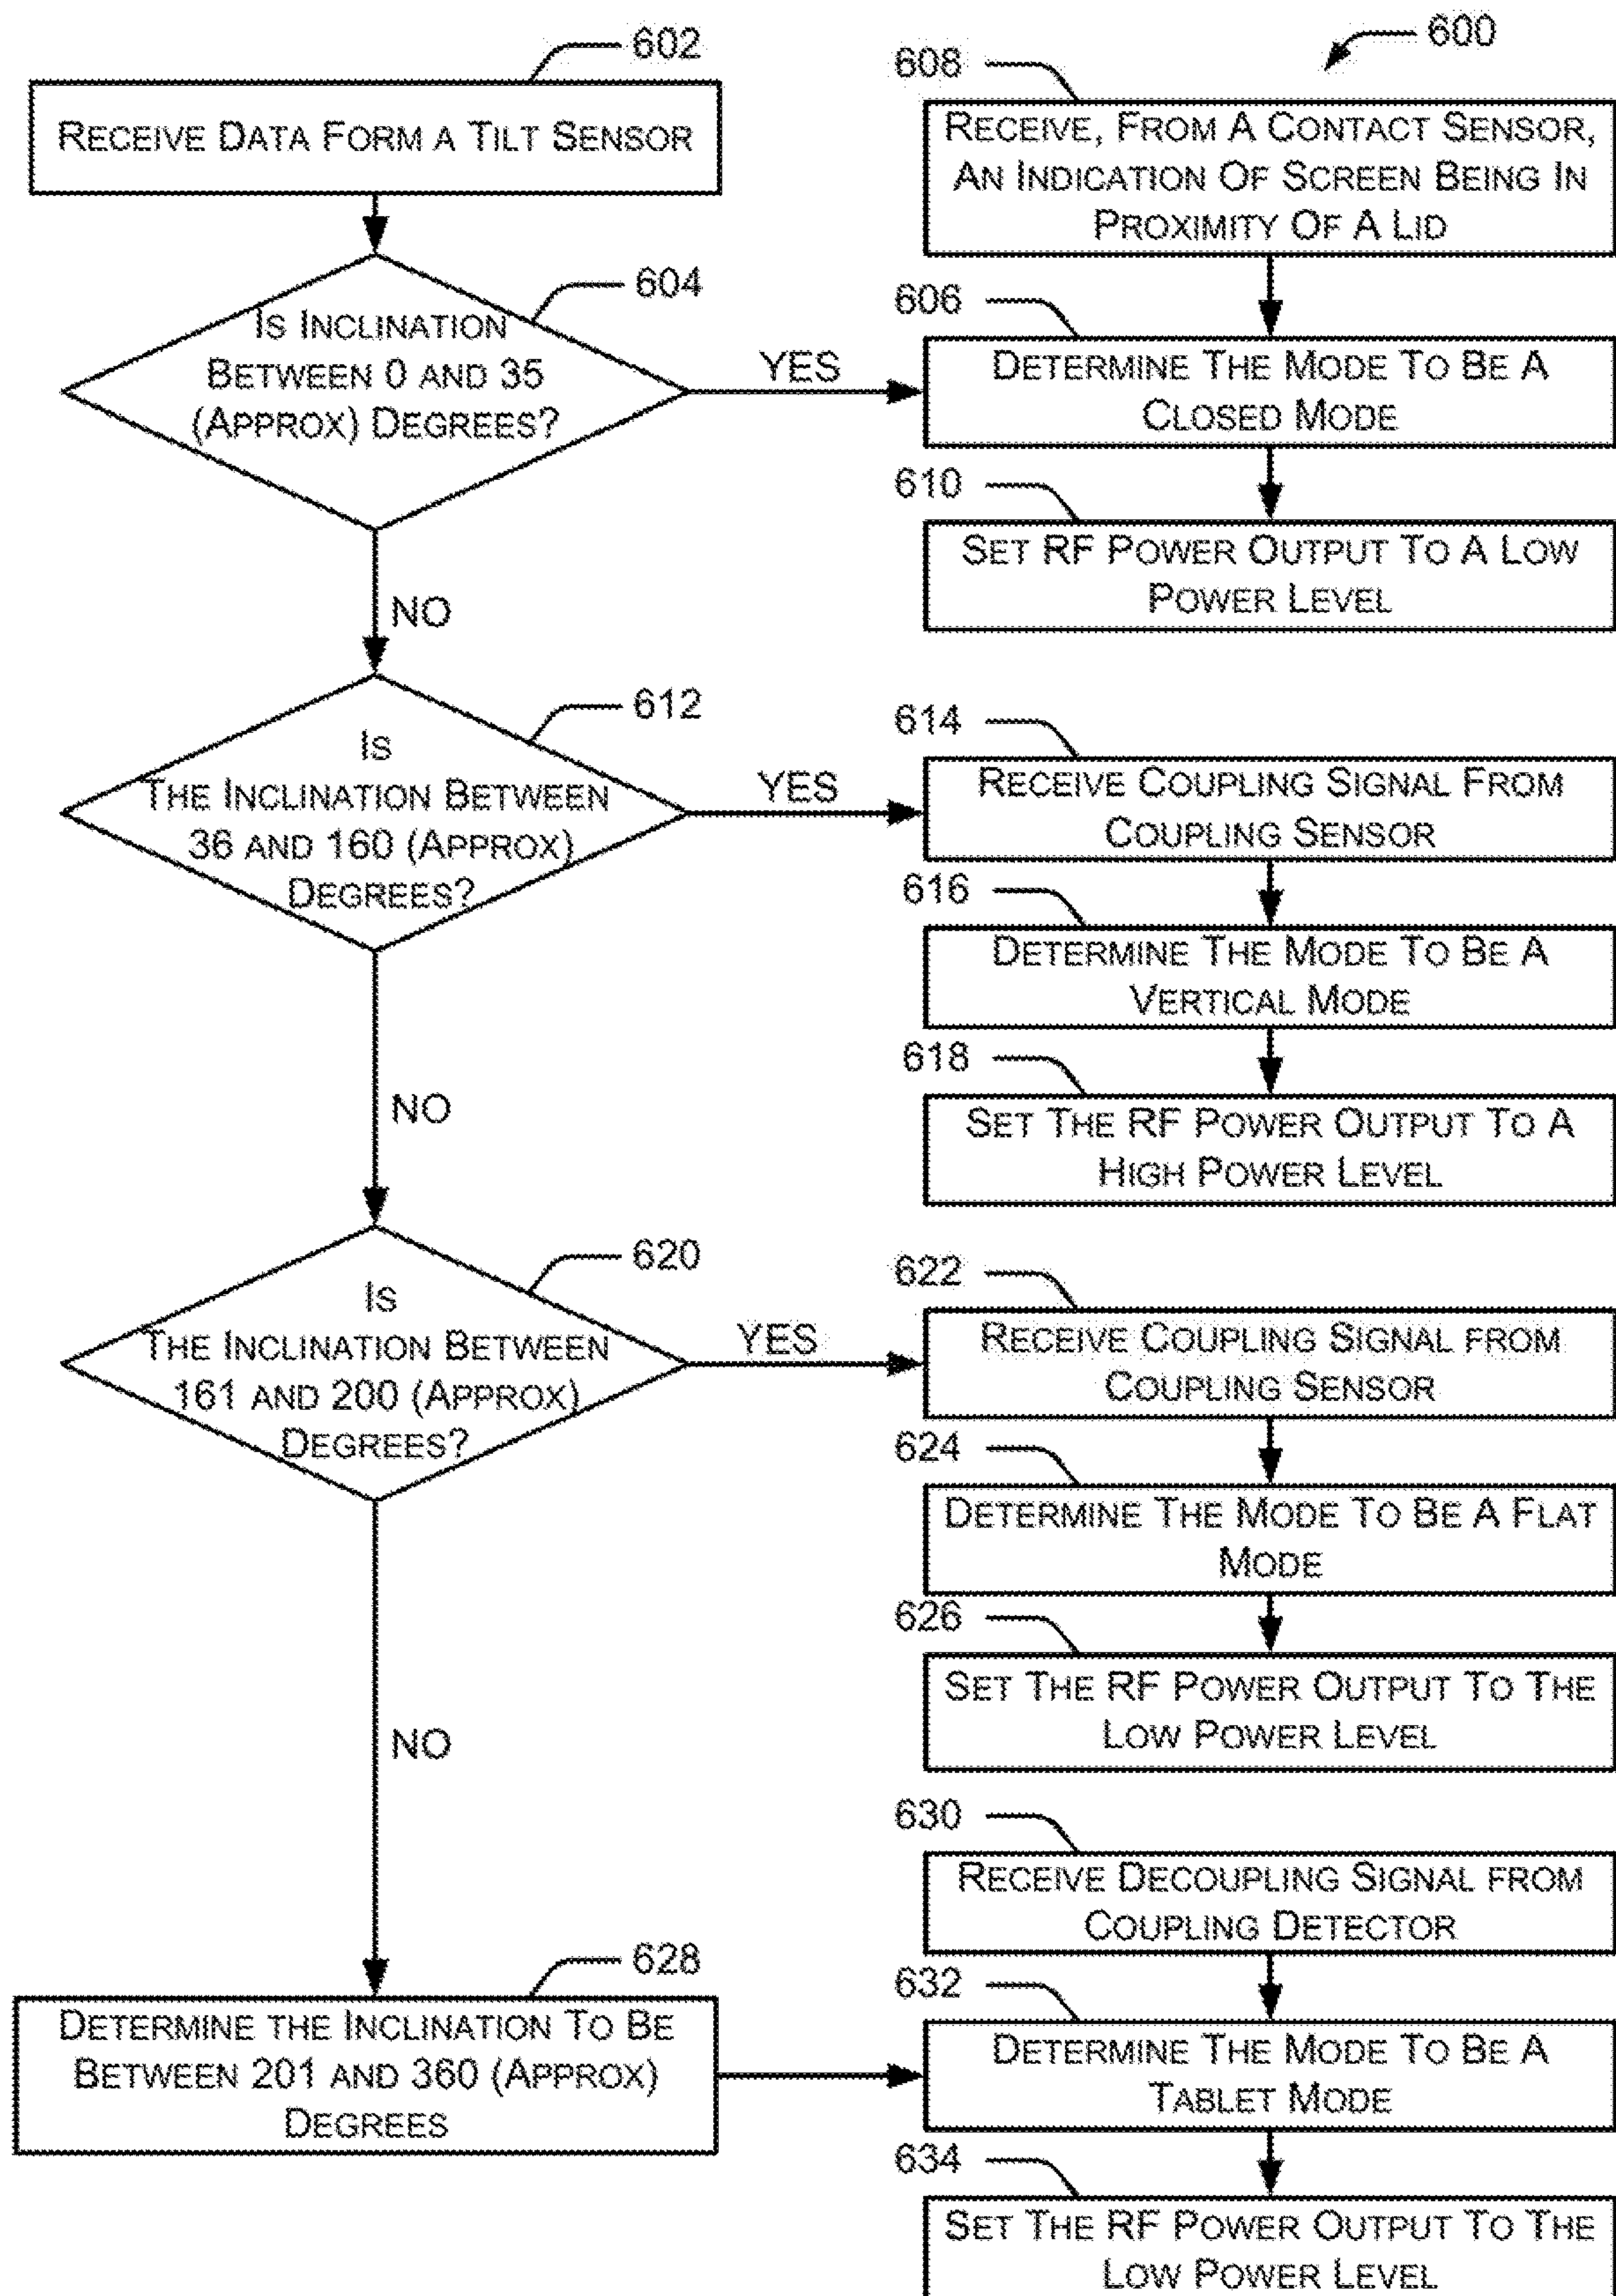 602
RECEIVE DATA FORM A TILT SENSOR
600
608
RECEIVE, FROM A CONTACT SENSOR,
AN INDICATION OF SCREEN BEING IN
PROXIMITY OF A LID
604
IS INCLINATION
BETWEEN 0 AND 35
(APPROX) DEGREES?
YES
606
DETERMINE THE MODE TO BE A
CLOSED MODE
610
SET RF POWER OUTPUT TO A LOW
POWER LEVEL
NO
612
IS
THE INCLINATION BETWEEN
36 AND 160 (APPROX)
DEGREES?
YES
614
RECEIVE COUPLING SIGNAL FROM
COUPLING SENSOR
616
DETERMINE THE MODE TO BE A
VERTICAL MODE
618
SET THE RF POWER OUTPUT TO A
HIGH POWER LEVEL
NO
620
IS
THE INCLINATION BETWEEN
161 AND 200 (APPROX)
DEGREES?
YES
622
RECEIVE COUPLING SIGNAL FROM
COUPLING SENSOR
624
DETERMINE THE MODE TO BE A FLAT
MODE
626
SET THE RF POWER OUTPUT TO THE
LOW POWER LEVEL
NO
628
DETERMINE THE INCLINATION TO BE
BETWEEN 201 AND 360 (APPROX)
DEGREES
630
RECEIVE DECOUPLING SIGNAL FROM
COUPLING DETECTOR
632
DETERMINE THE MODE TO BE A
TABLET MODE
634
SET THE RF POWER OUTPUT TO THE
LOW POWER LEVEL